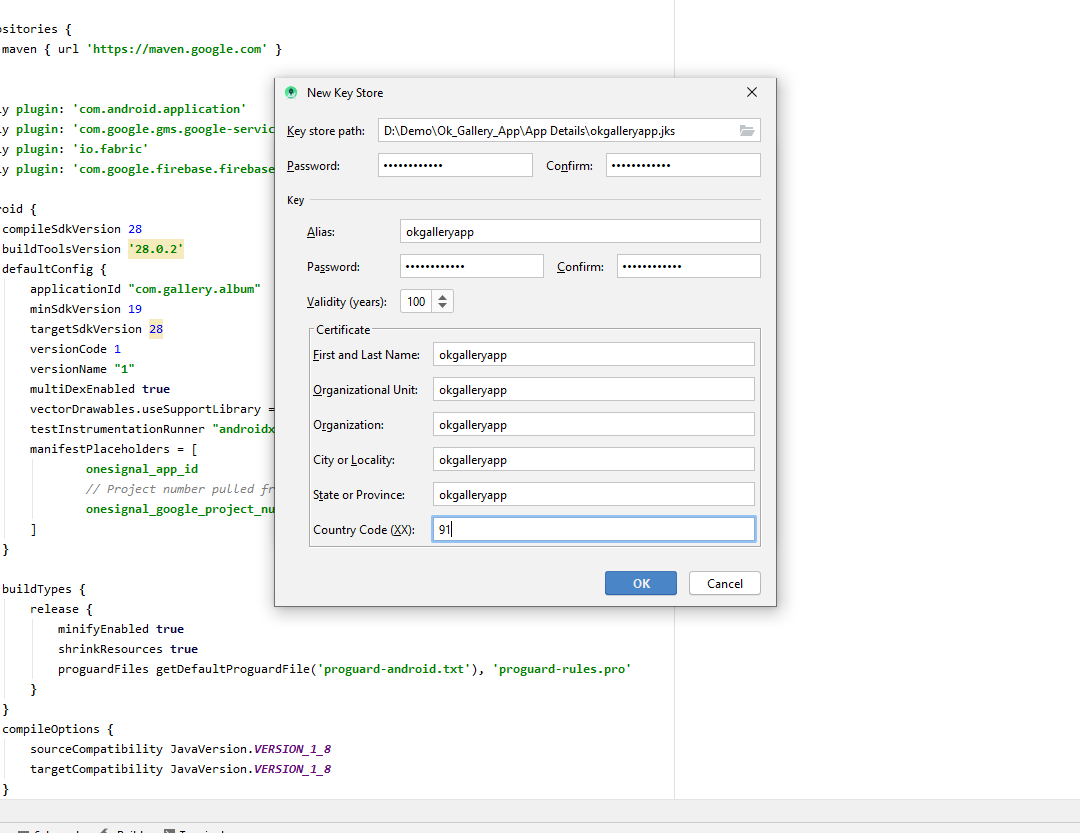 ositories {
maven { url 'https://maven.google.com' }
ly plugin: 'com.android.application'
ly plugin: 'com.google.gms.google-servic
ly plugin: 'io.fabric'
ly plugin: 'com.google.firebase.firebase
roid {
compileSdkVersion 28
buildToolsVersion '28.0.2'
defaultConfig {
applicationId "com.gallery.album"
minSdkVersion 19
targetSdkVersion 28
versionCode 1
versionName "1"
multiDexEnabled true
vectorDrawables.useSupportLibrary =
testInstrumentationRunner "androidx
manifestPlaceholders = [
onesignal_app_id
// Project number pulled fr
onesignal_google_project_nu
]
}
buildTypes {
release {
minifyEnabled true
shrinkResources true
proguardFiles getDefaultProguardFile('proguard-android.txt'), 'proguard-rules.pro'
}
}
compileOptions {
sourceCompatibility JavaVersion.VERSION_1_8
targetCompatibility JavaVersion.VERSION_1_8
}
New Key Store
Key store path: D:\Demo\Ok_Gallery_App\App Details\okgalleryapp.jks
Password: •••••••••••• Confirm: ••••••••••••
Key
Alias: okgalleryapp
Password: •••••••••••• Confirm: ••••••••••••
Validity (years): 100
Certificate
First and Last Name: okgalleryapp
Organizational Unit: okgalleryapp
Organization: okgalleryapp
City or Locality: okgalleryapp
State or Province: okgalleryapp
Country Code (XX): 91
OK Cancel